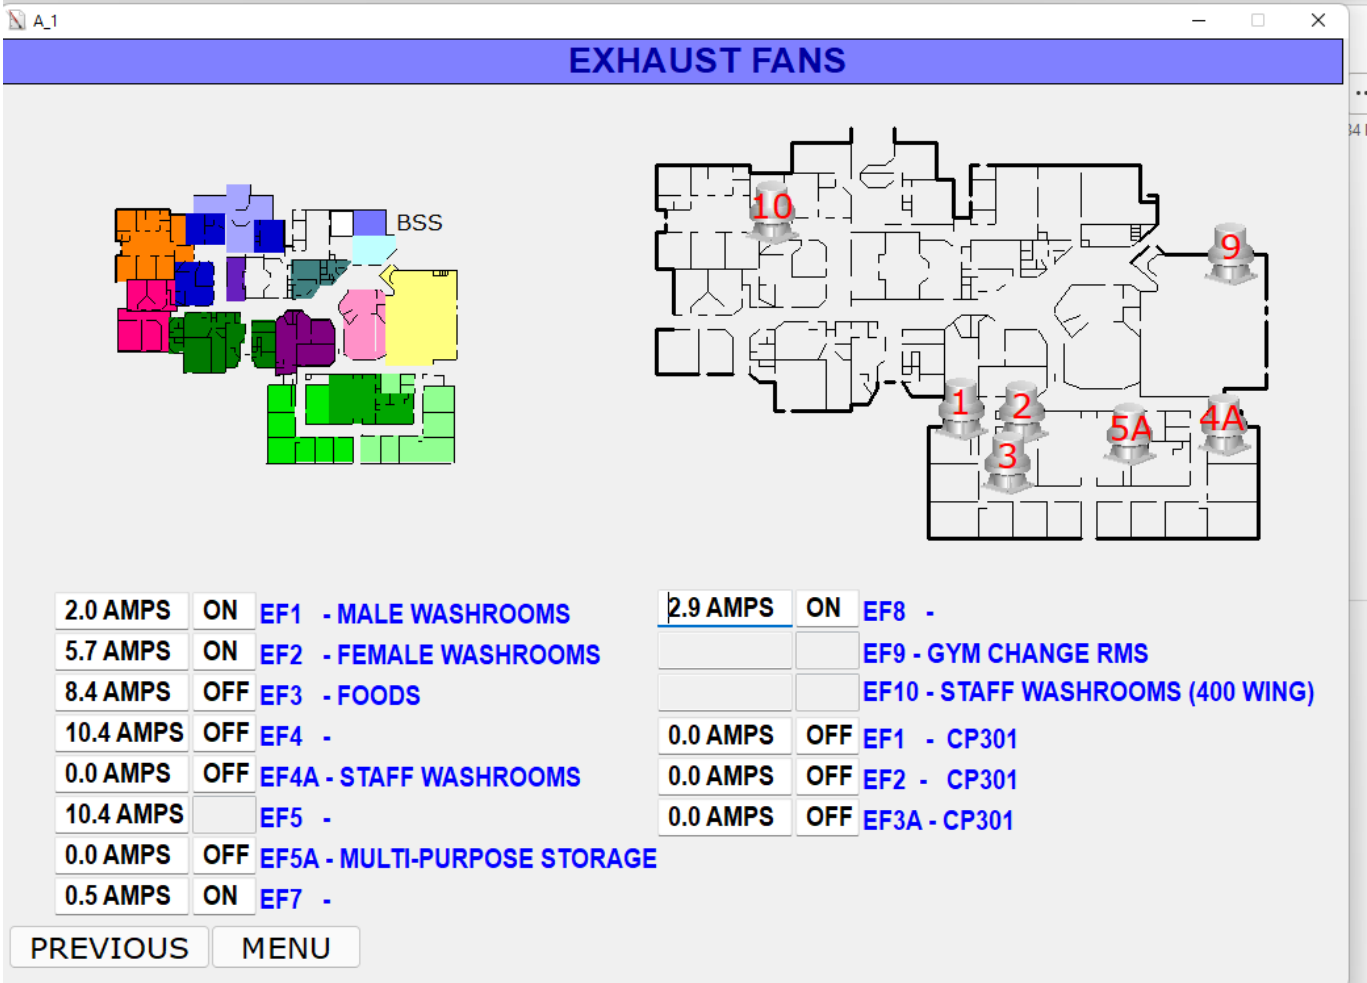 A_1
EXHAUST FANS
BSS
10
9
1
2
3
5A
4A
34
2.0 AMPS ON EF1 - MALE WASHROOMS
5.7 AMPS ON EF2 - FEMALE WASHROOMS
8.4 AMPS OFF EF3 - FOODS
10.4 AMPS OFF EF4 -
0.0 AMPS OFF EF4A - STAFF WASHROOMS
10.4 AMPS EF5 -
0.0 AMPS OFF EF5A - MULTI-PURPOSE STORAGE
0.5 AMPS ON EF7 -
2.9 AMPS ON EF8 -
EF9 - GYM CHANGE RMS
EF10 - STAFF WASHROOMS (400 WING)
0.0 AMPS OFF EF1 - CP301
0.0 AMPS OFF EF2 - CP301
0.0 AMPS OFF EF3A - CP301
PREVIOUS MENU